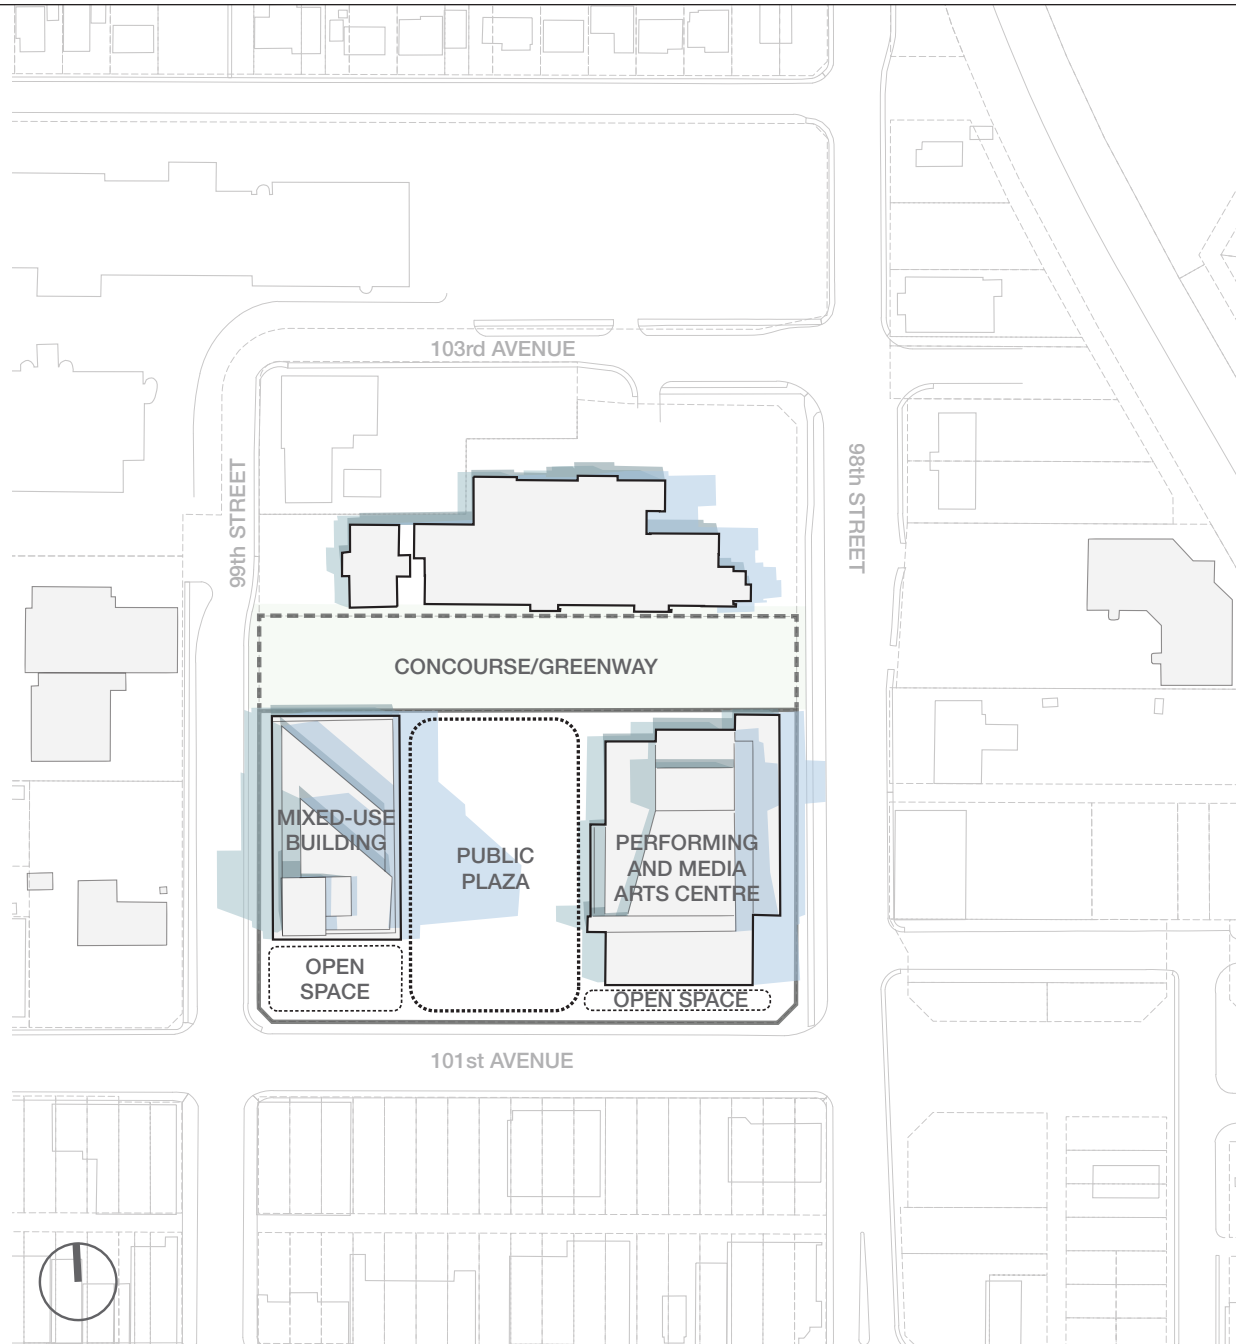 103rd AVENUE
99th STREET
98th STREET
CONCOURSE/GREENWAY
MIXED-USE
BUILDING
PUBLIC
PLAZA
PERFORMING
AND MEDIA
ARTS CENTRE
OPEN
SPACE
OPEN SPACE
101st AVENUE